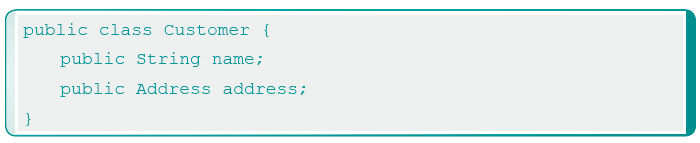 public class Customer {
    public String name;
    public Address address;
}